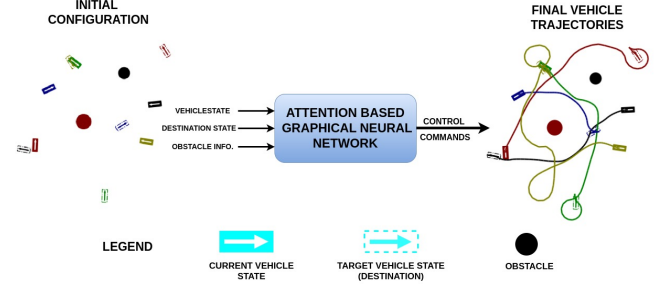 INITIAL
CONFIGURATION
FINAL VEHICLE
TRAJECTORIES
VEHICLESTATE
DESTINATION STATE
OBSTACLE INFO.
ATTENTION BASED
GRAPHICAL NEURAL
NETWORK
CONTROL
COMMANDS
LEGEND
CURRENT VEHICLE
STATE
TARGET VEHICLE STATE
(DESTINATION)
OBSTACLE